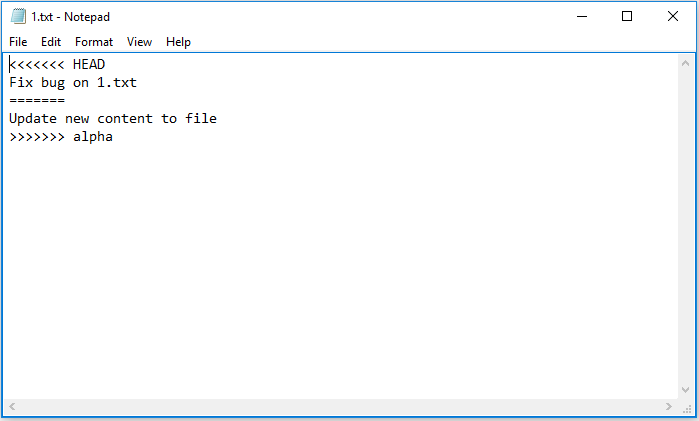 1.txt - Notepad
File Edit Format View Help
<<<<<<< HEAD
Fix bug on 1.txt
=======
Update new content to file
>>>>>>> alpha